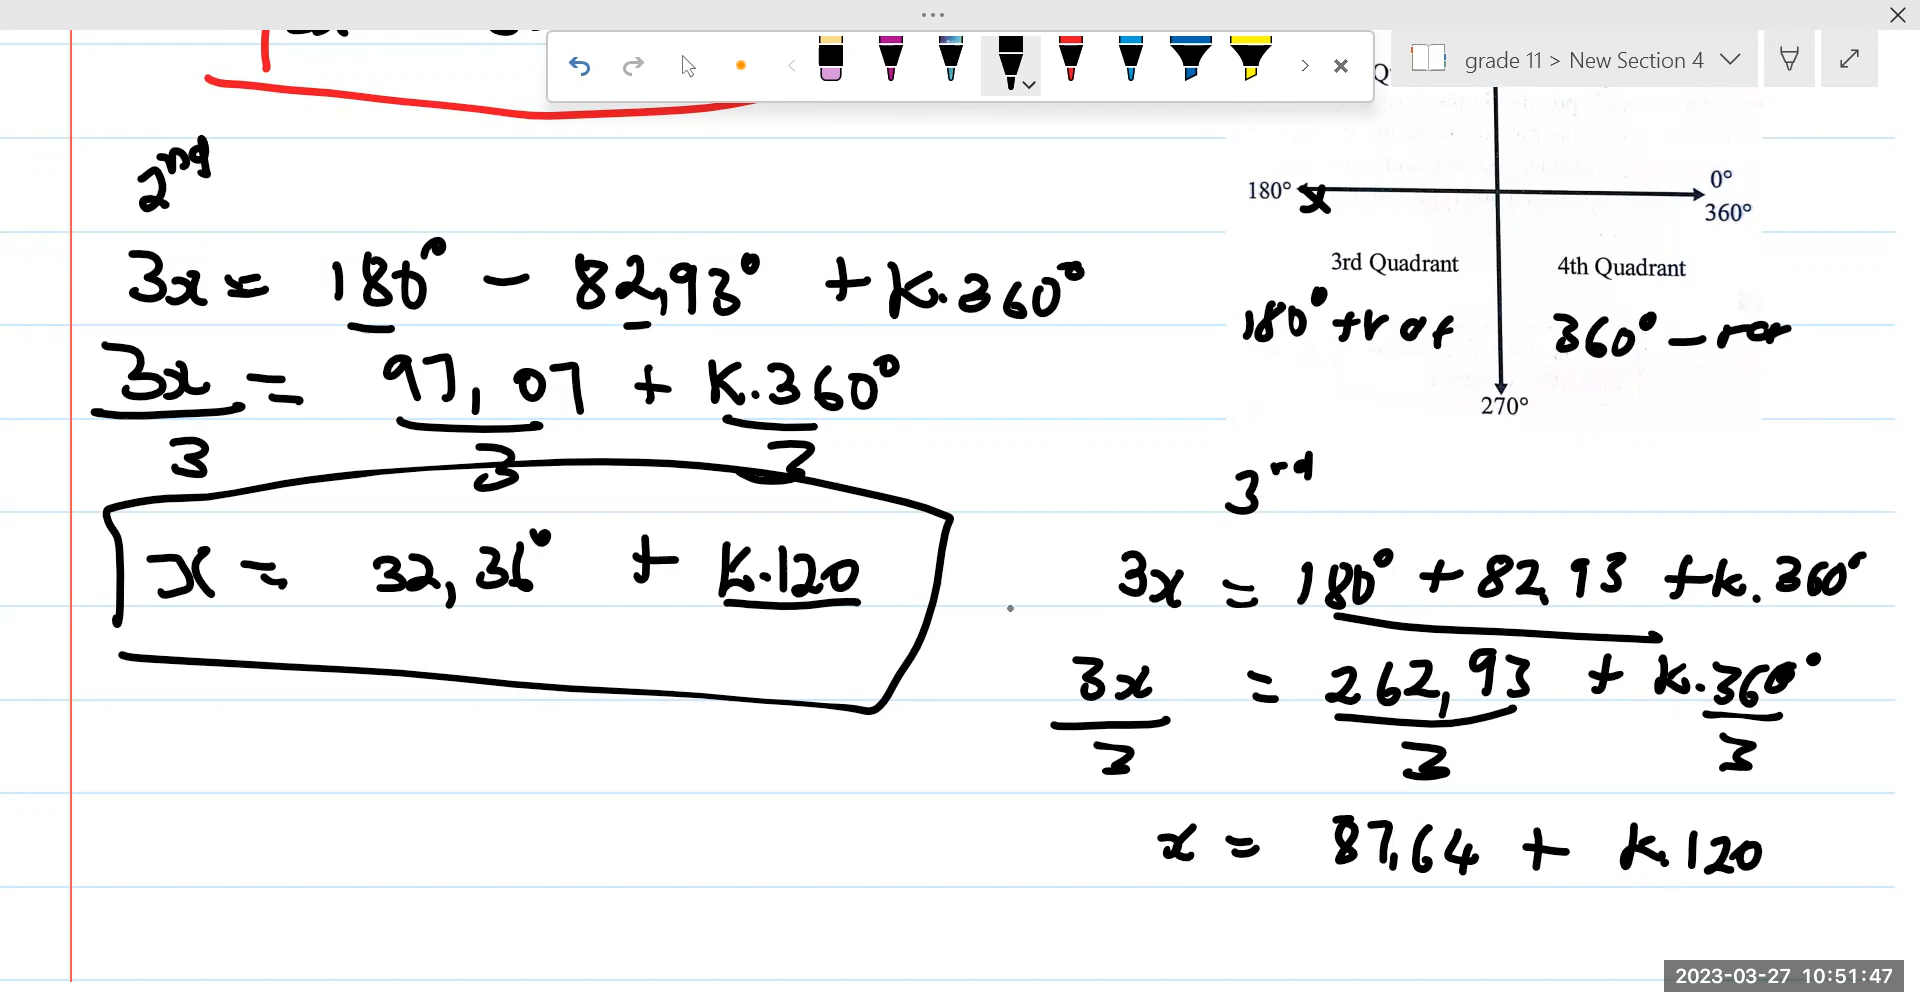 grade 11 > New Section 4
2nd
3x = 180° - 82,93° + K.360°
3x = 97,07 + K.360°
3 3 3
x = 32,36° + K.120
180° x
0°
360°
3rd Quadrant 4th Quadrant
180° + ref 360° - ref
270°
3rd
3x = 180° + 82,93 + k.360°
3x = 262,93 + k.360°
3 3 3
x = 87,64 + k.120
2023-03-27 10:51:47